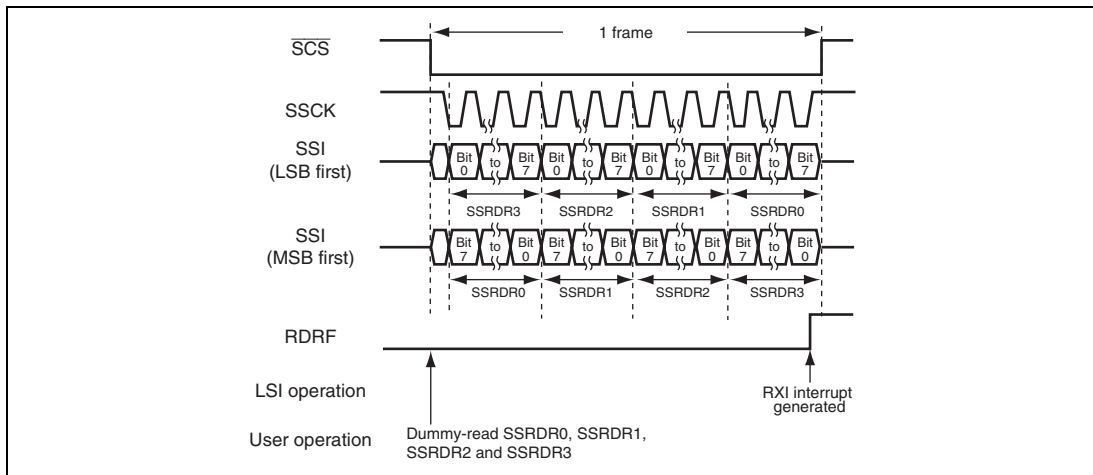 1 frame
SCS
SSCK
SSI
(LSB first)
Bit 0 to Bit 7 Bit 0 to Bit 7 Bit 0 to Bit 7 Bit 0 to Bit 7
SSRDR3 SSRDR2 SSRDR1 SSRDR0
SSI
(MSB first)
Bit 7 to Bit 0 Bit 7 to Bit 0 Bit 7 to Bit 0 Bit 7 to Bit 0
SSRDR0 SSRDR1 SSRDR2 SSRDR3
RDRF
LSI operation
RXI interrupt
generated
User operation
Dummy-read SSRDR0, SSRDR1,
SSRDR2 and SSRDR3